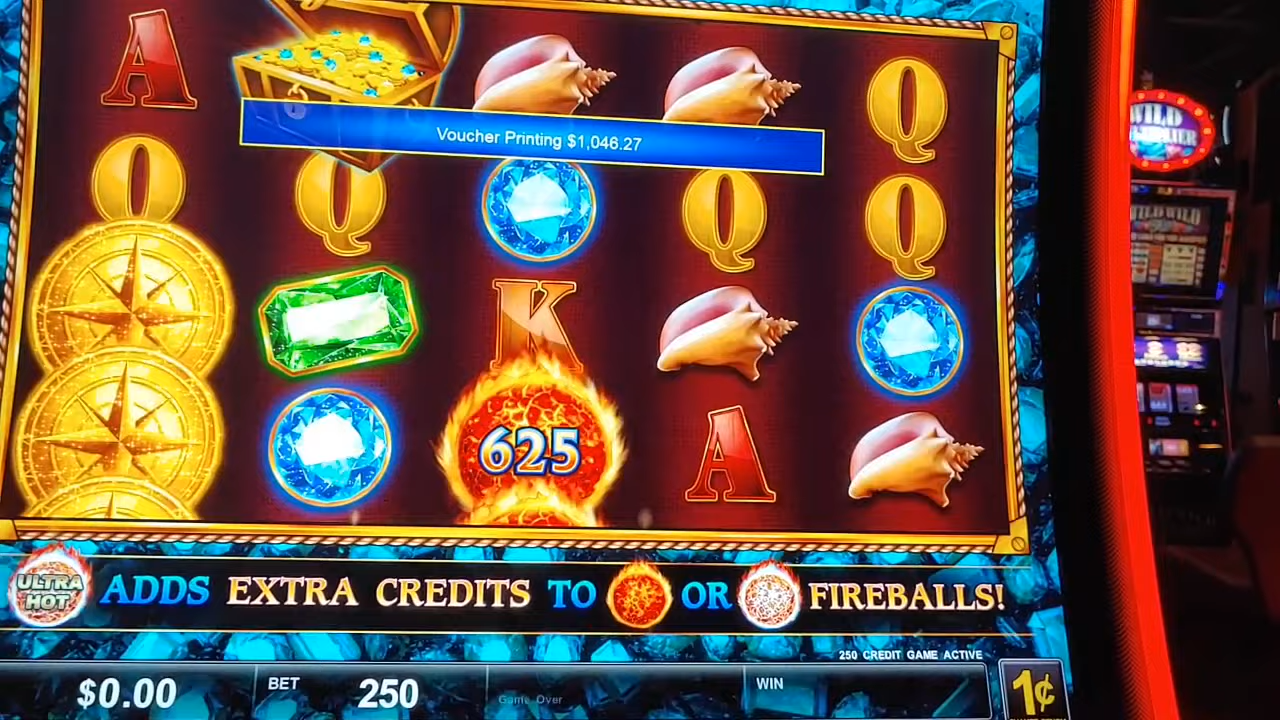 A
Voucher Printing $1,046.27
Q
Q
Q
Q
Q
K
625
A
ULTRA HOT
ADDS EXTRA CREDITS TO OR FIREBALLS!
250 CREDIT GAME ACTIVE
$0.00
BET 250
Game Over
WIN
1¢
WILD